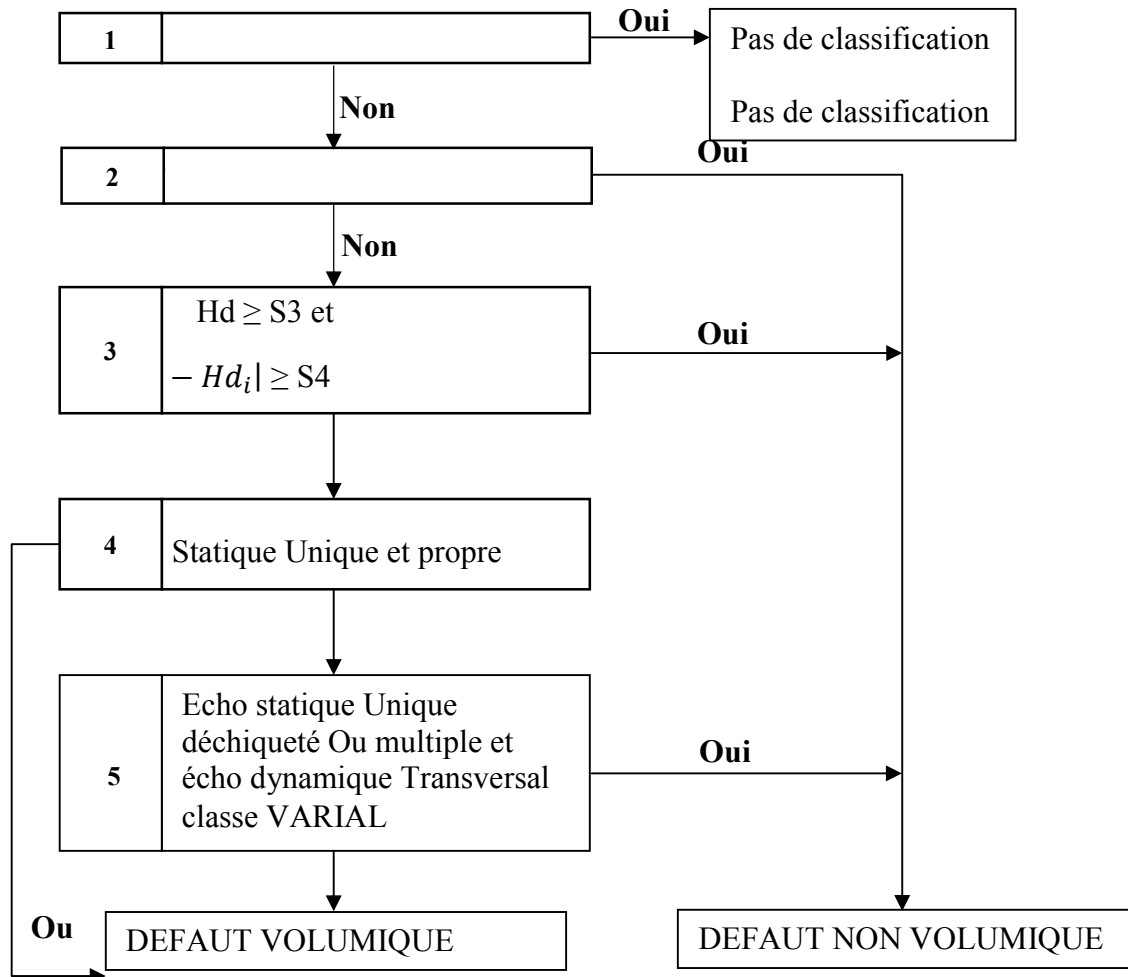 1
Oui
Pas de classification
Pas de classification
Non
2
Oui
Non
3
Hd ≥ S3 et
− Hdᵢ| ≥ S4
Oui
4
Statique Unique et propre
5
Echo statique Unique
déchiqueté Ou multiple et
écho dynamique Transversal
classe VARIAL
Oui
Ou
DEFAUT VOLUMIQUE
DEFAUT NON VOLUMIQUE